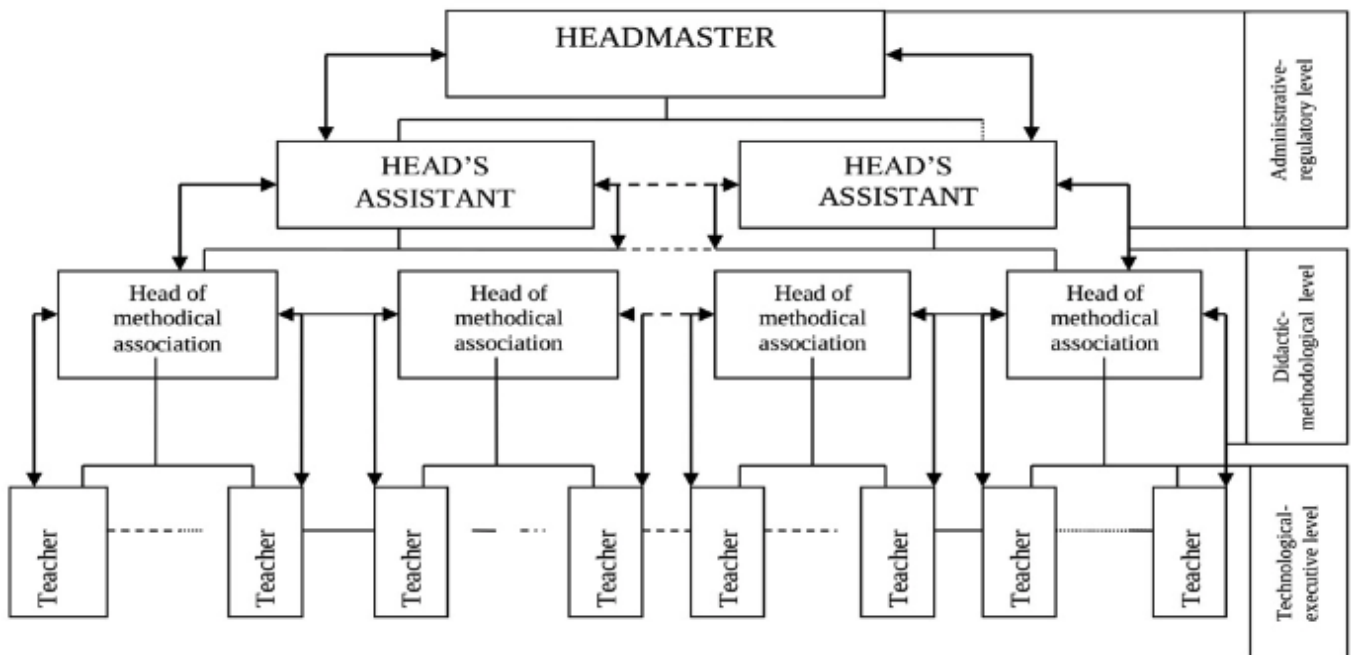 HEADMASTER
Administrative-
regulatory level
HEAD'S
ASSISTANT
HEAD'S
ASSISTANT
Head of
methodical
association
Head of
methodical
association
Head of
methodical
association
Head of
methodical
association
Didactic-
methodological level
Teacher
Teacher
Teacher
Teacher
Teacher
Teacher
Teacher
Teacher
Technological-
executive level